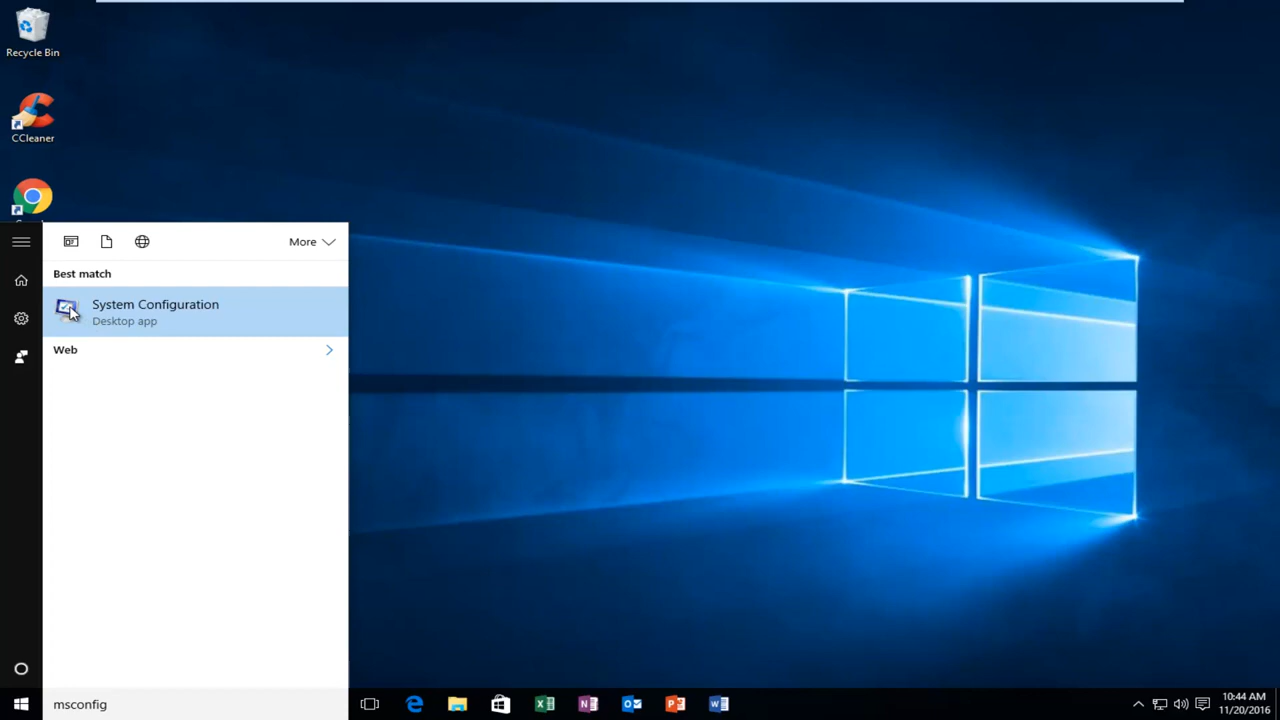 Recycle Bin
CCleaner
More
Best match
System Configuration
Desktop app
Web
msconfig
10:44 AM
11/20/2016